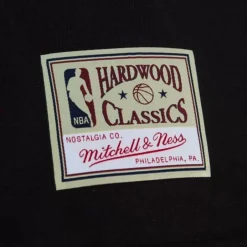 HARDWOOD
NBA
CLASSICS
NOSTALGIA CO.
Mitchell & Ness
PHILADELPHIA, PA.